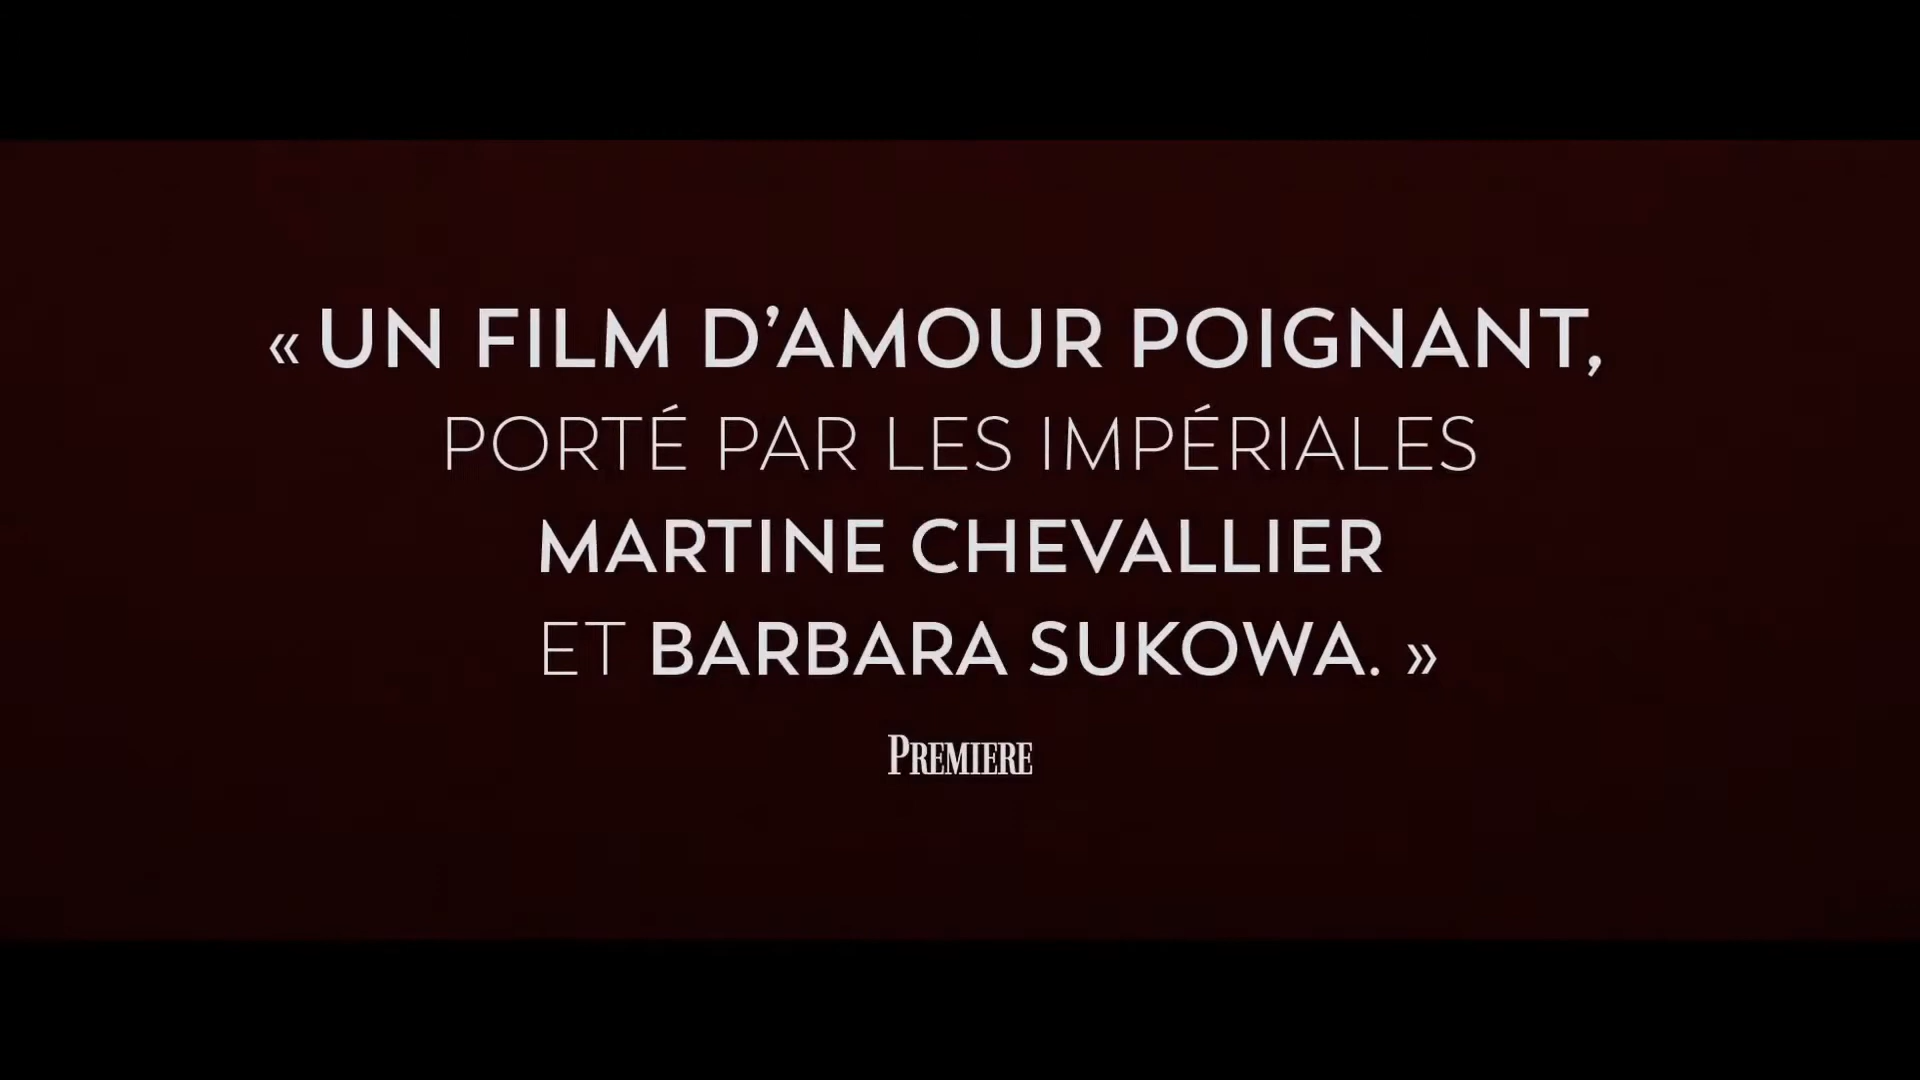 « UN FILM D’AMOUR POIGNANT,
PORTÉ PAR LES IMPÉRIALES
MARTINE CHEVALLIER
ET BARBARA SUKOWA. »
PREMIERE